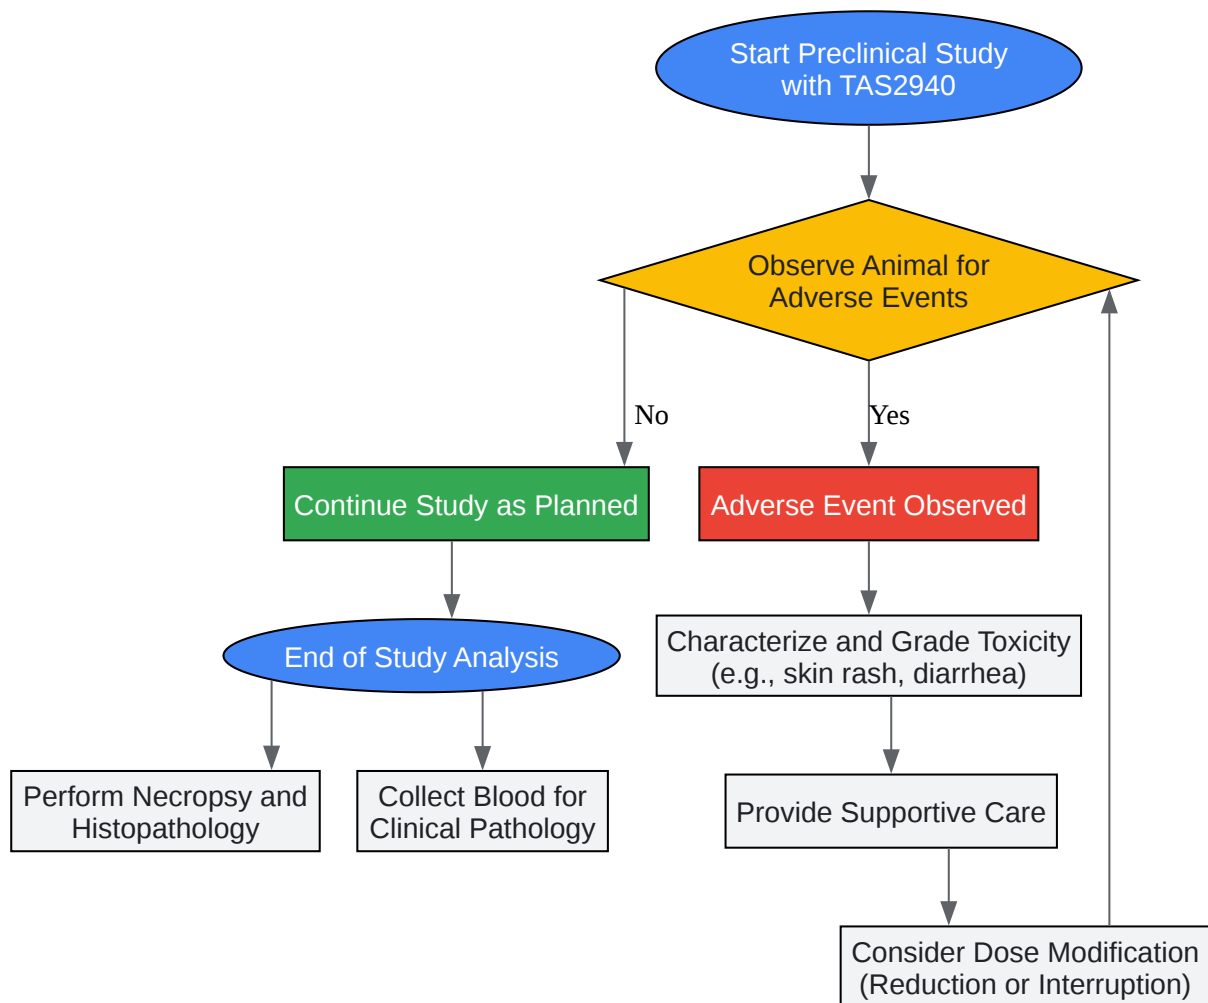 Start Preclinical Study
with TAS2940
Observe Animal for
Adverse Events
No
Yes
Continue Study as Planned
Adverse Event Observed
End of Study Analysis
Characterize and Grade Toxicity
(e.g., skin rash, diarrhea)
Perform Necropsy and
Histopathology
Collect Blood for
Clinical Pathology
Provide Supportive Care
Consider Dose Modification
(Reduction or Interruption)